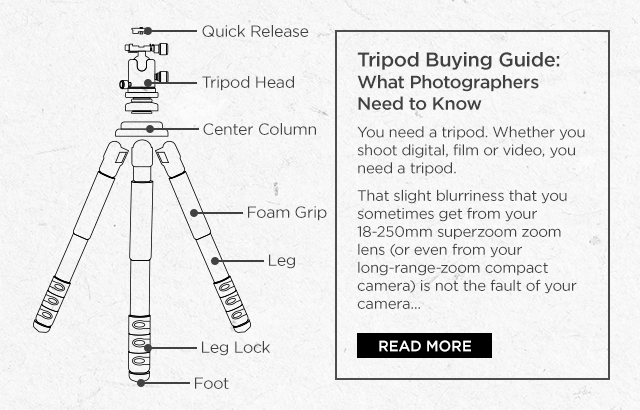 Quick Release
Tripod Head
Center Column
Foam Grip
Leg
Leg Lock
Foot
Tripod Buying Guide:
What Photographers
Need to Know
You need a tripod. Whether you
shoot digital, film or video, you
need a tripod.
That slight blurriness that you
sometimes get from your
18-250mm superzoom zoom
lens (or even from your
long-range-zoom compact
camera) is not the fault of your
camera...
READ MORE